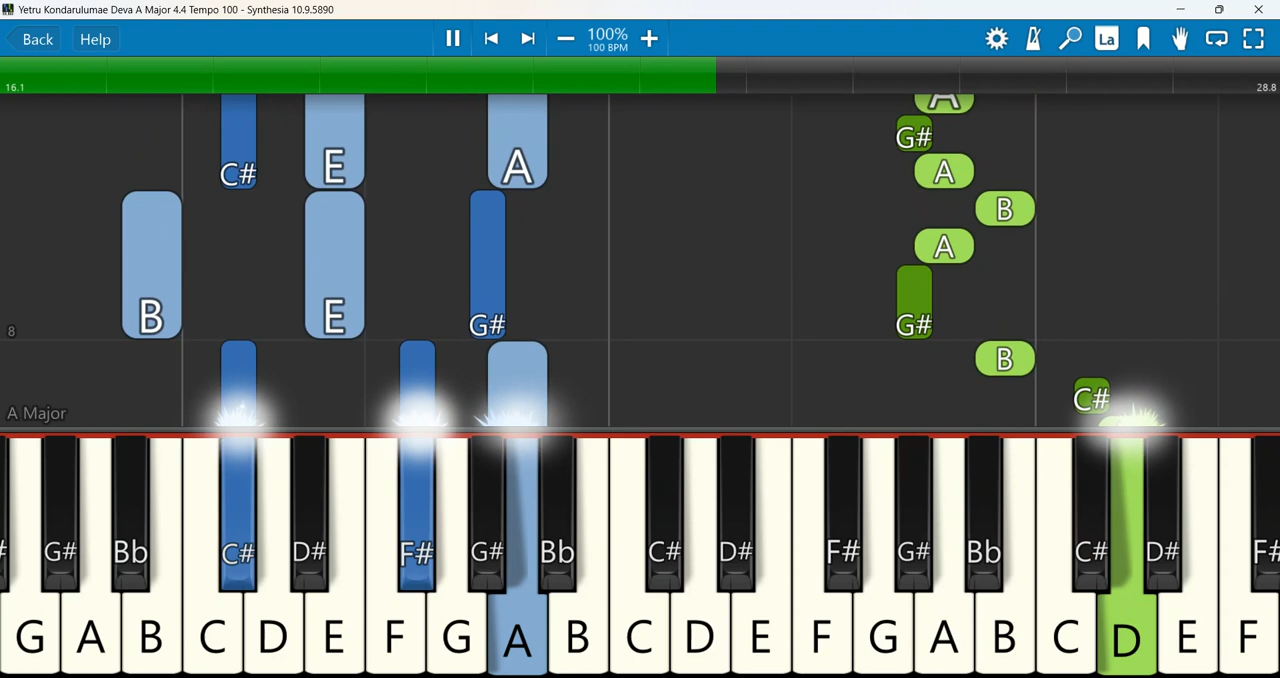 Yetru Kondarulumae Deva A Major 4.4 Tempo 100 - Synthesia 10.9.5890
Back Help 100% La
100 BPM
16.1 28.8
A
G#
C# E A A
B
A
B E G# G#
8
B
A Major C#
G# Bb C# D# F# G# Bb C# D# F# G# Bb C# D# F#
G A B C D E F G A B C D E F G A B C D E F